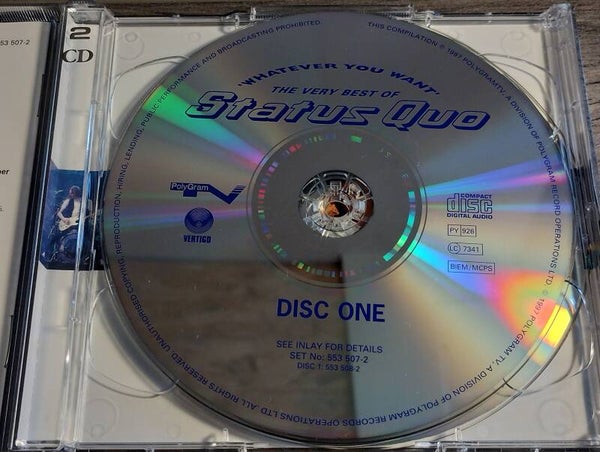 553 507-2
2
CD
THIS COMPILATION ℗ 1997 POLYGRAMTV, A DIVISION OF POLYGRAM RECORD OPERATIONS LTD © 1997 POLYGRAM TV, A DIVISION OF POLYGRAM RECORDS OPERATIONS LTD. ALL RIGHTS RESERVED. UNAUTHORISED COPYING, REPRODUCTION, HIRING, LENDING, PUBLIC PERFORMANCE AND BROADCASTING PROHIBITED.
'WHATEVER YOU WANT'
THE VERY BEST OF
Status Quo
PolyGram
TV
VERTIGO
COMPACT
disc
DIGITAL AUDIO
PY 926
LC 7341
BIEM/MCPS
DISC ONE
SEE INLAY FOR DETAILS
SET No: 553 507-2
DISC 1: 553 508-2